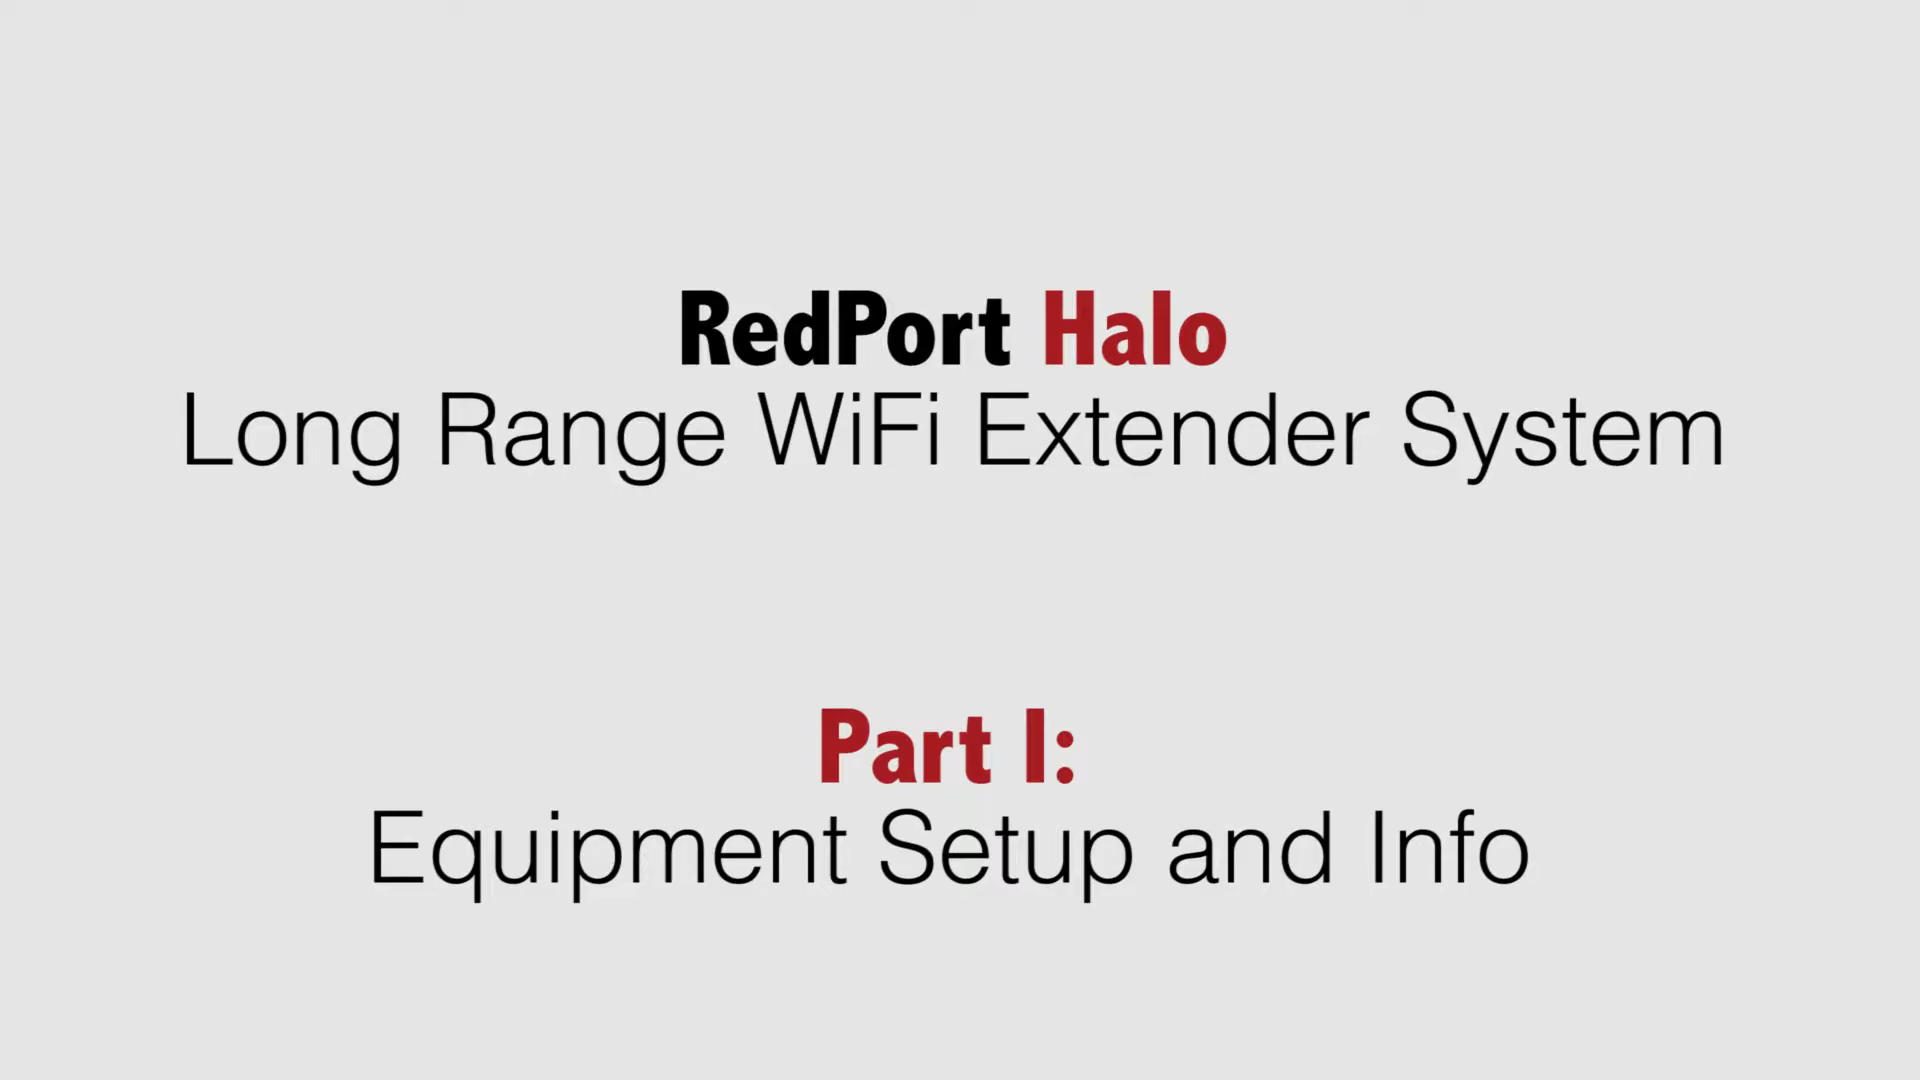 RedPort Halo
Long Range WiFi Extender System
Part I:
Equipment Setup and Info